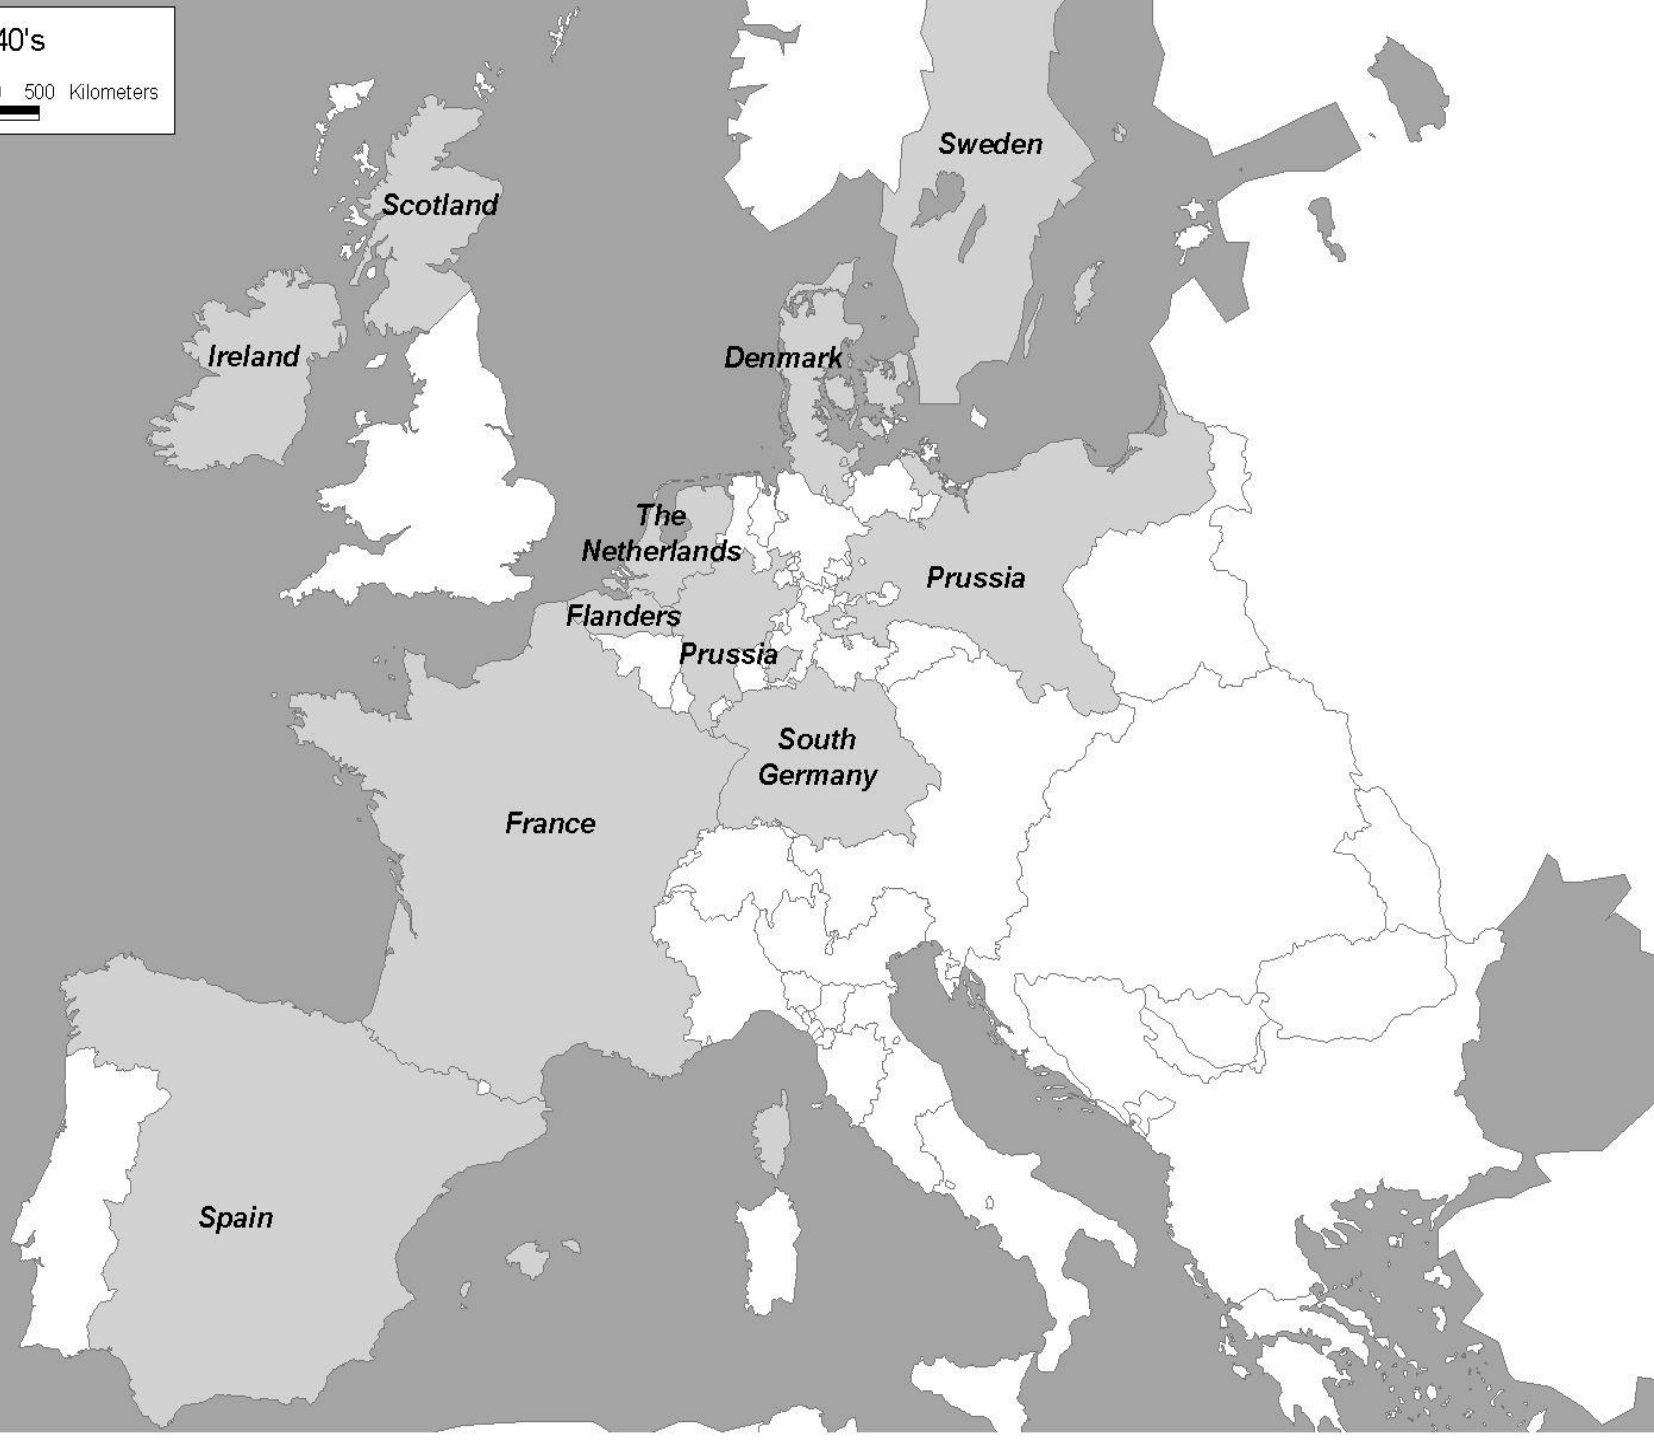 40's
500 Kilometers
Sweden
Scotland
Ireland
Denmark
The
Netherlands
Prussia
Flanders
Prussia
South
Germany
France
Spain